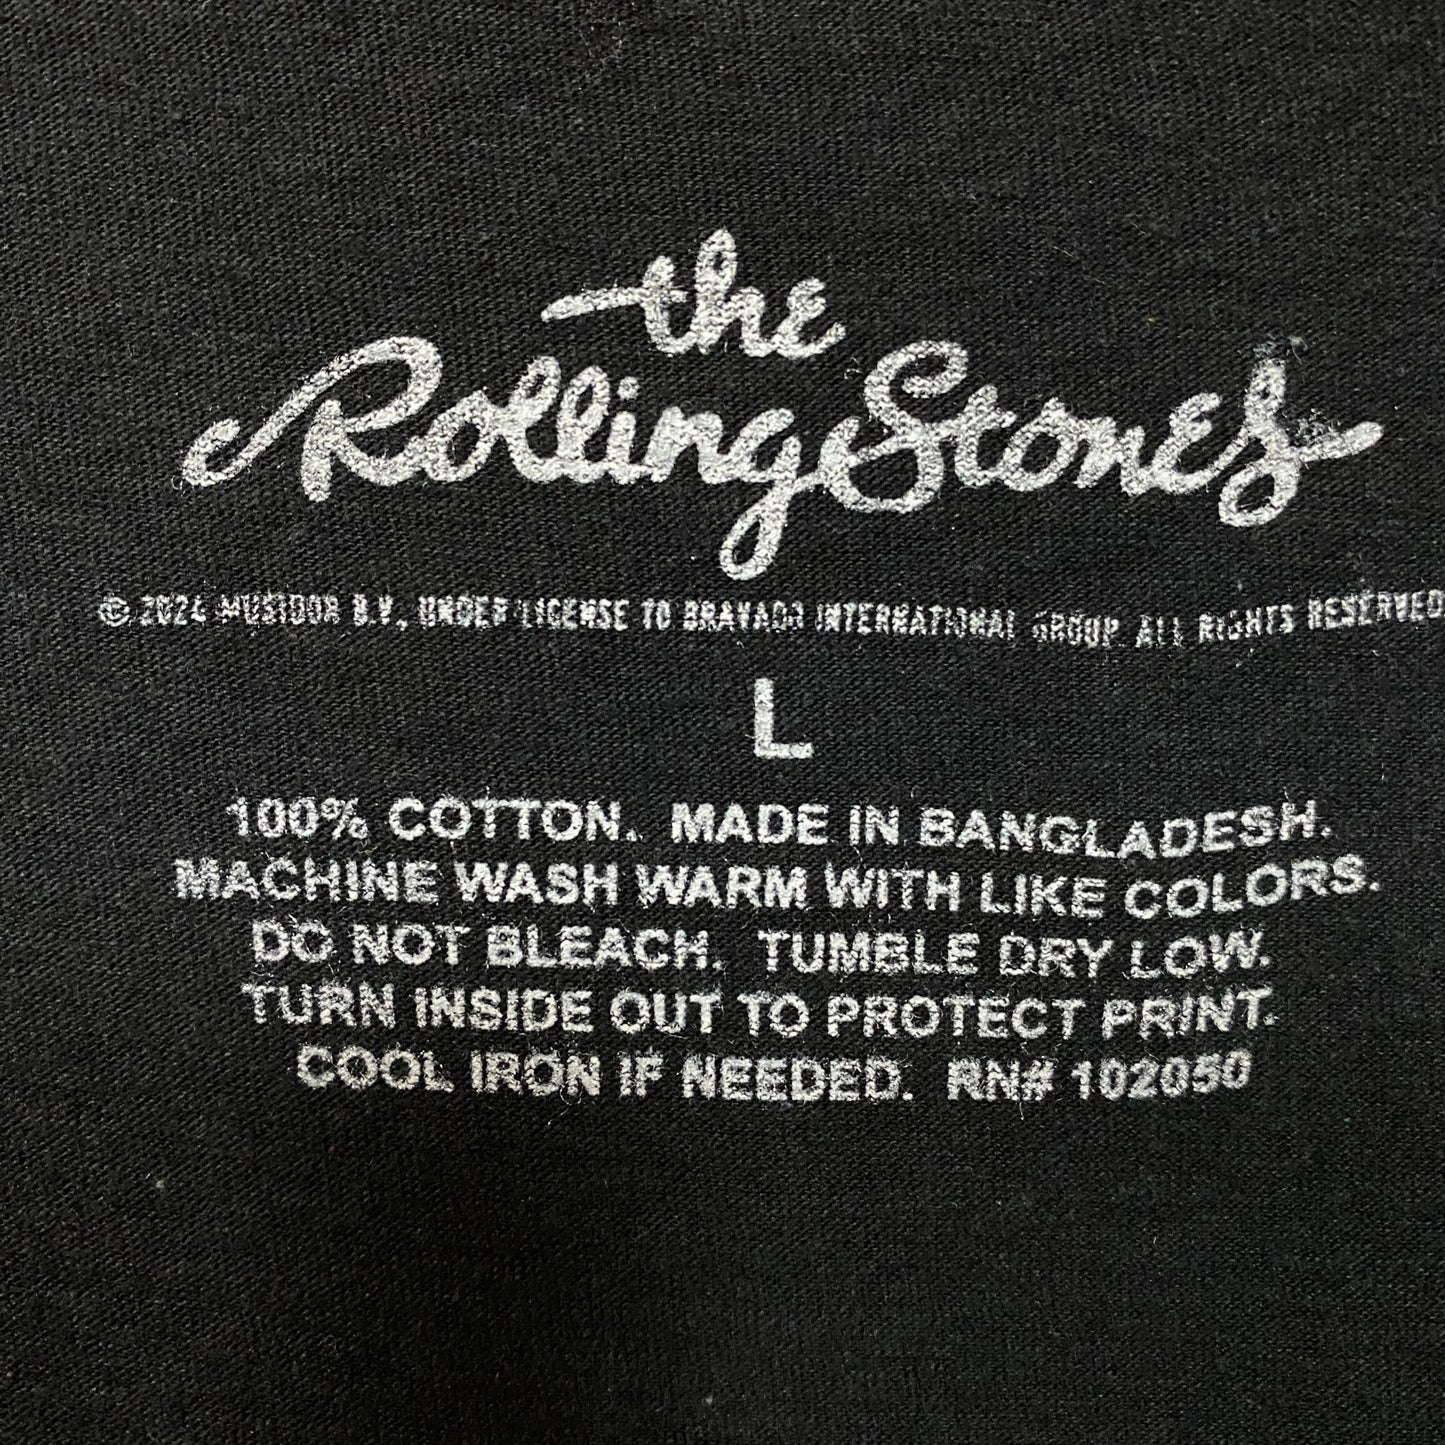 the
Rolling Stones
© 2024 MUSIDOR B.V. UNDER LICENSE TO BRAVADO INTERNATIONAL GROUP. ALL RIGHTS RESERVED
L
100% COTTON. MADE IN BANGLADESH.
MACHINE WASH WARM WITH LIKE COLORS.
DO NOT BLEACH. TUMBLE DRY LOW.
TURN INSIDE OUT TO PROTECT PRINT.
COOL IRON IF NEEDED. RN# 102050